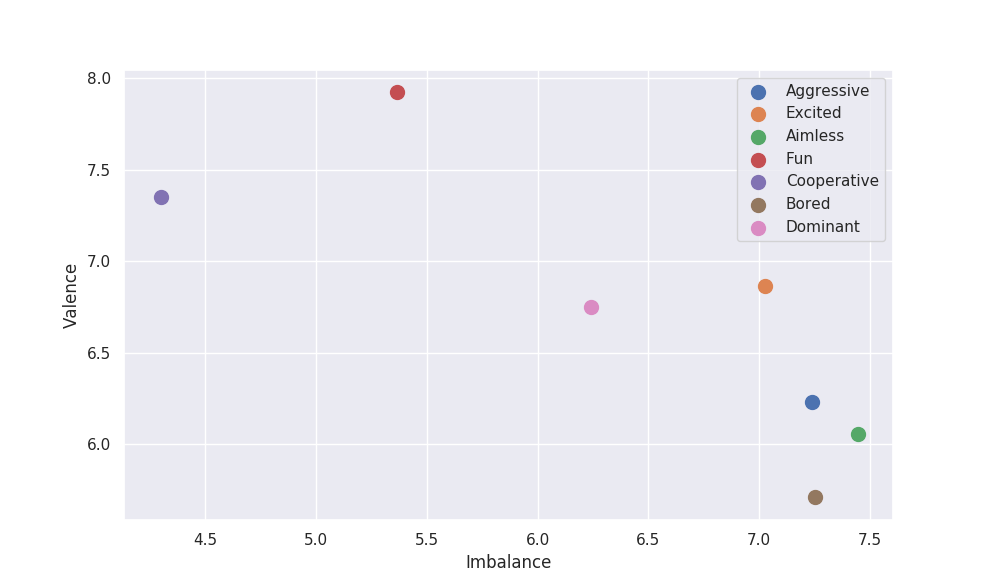 8.0
7.5
7.0
6.5
6.0
Valence
4.5 5.0 5.5 6.0 6.5 7.0 7.5
Imbalance
Aggressive
Excited
Aimless
Fun
Cooperative
Bored
Dominant